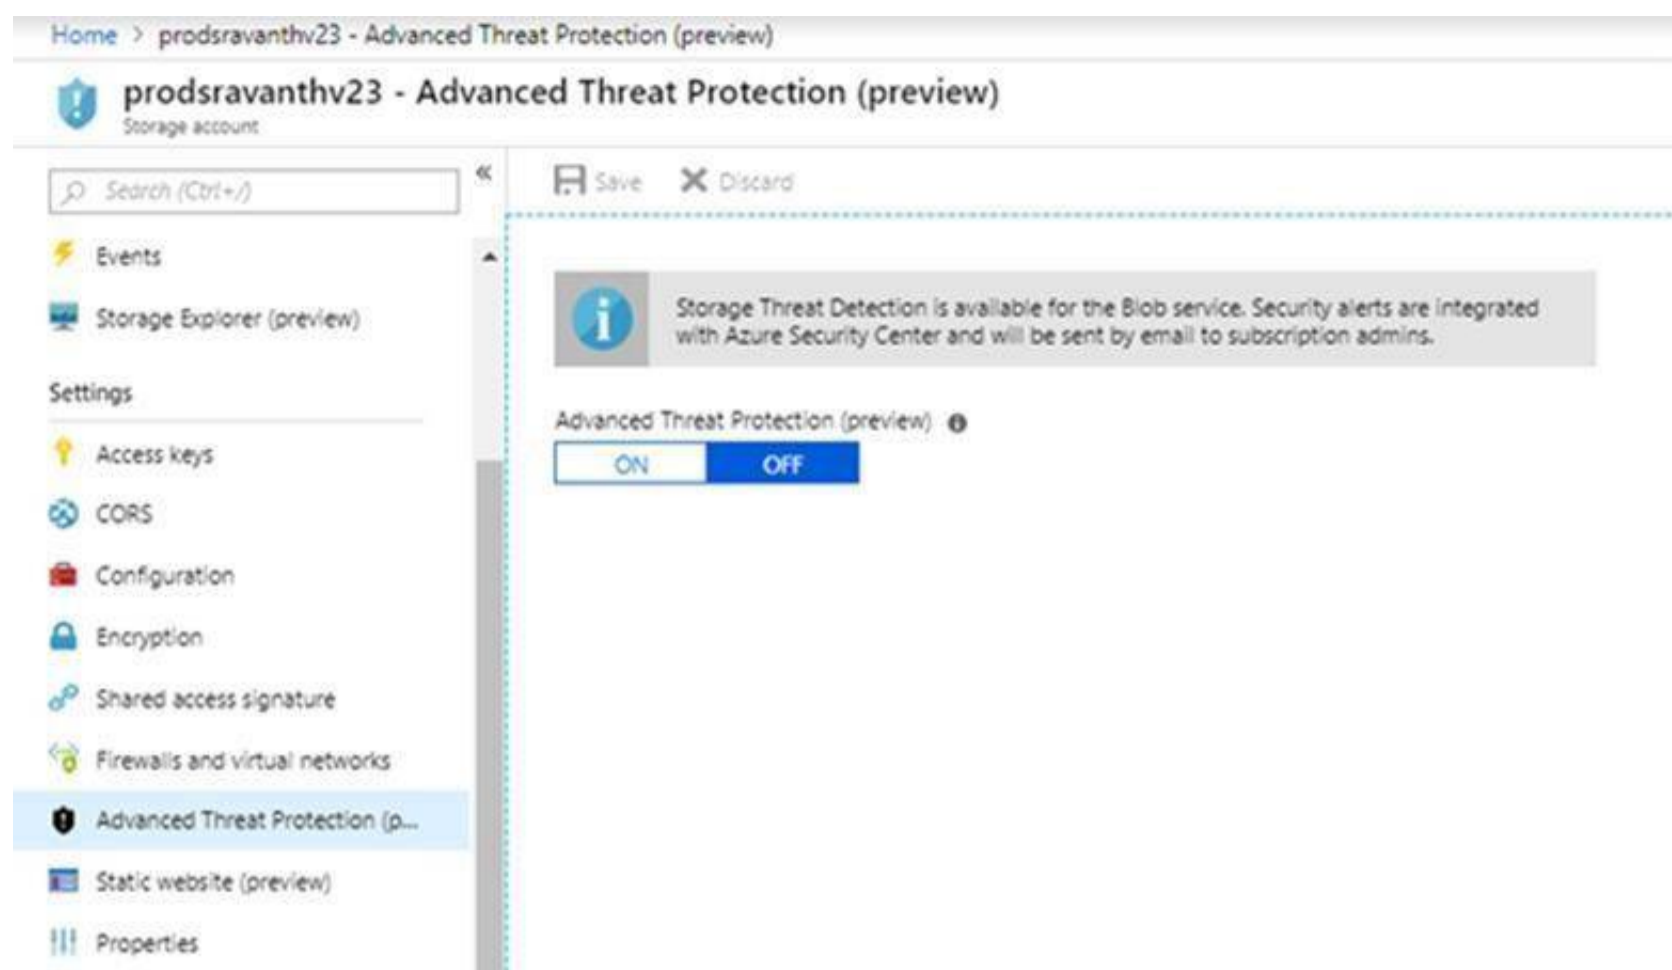 Home > prodsravanthv23 - Advanced Threat Protection (preview)
prodsravanthv23 - Advanced Threat Protection (preview)
Storage account
Search (Ctrl+/)
«
Events
Storage Explorer (preview)
Settings
Access keys
CORS
Configuration
Encryption
Shared access signature
Firewalls and virtual networks
Advanced Threat Protection (p...
Static website (preview)
Properties
Save Discard
Storage Threat Detection is available for the Blob service. Security alerts are integrated
with Azure Security Center and will be sent by email to subscription admins.
Advanced Threat Protection (preview)
ON OFF